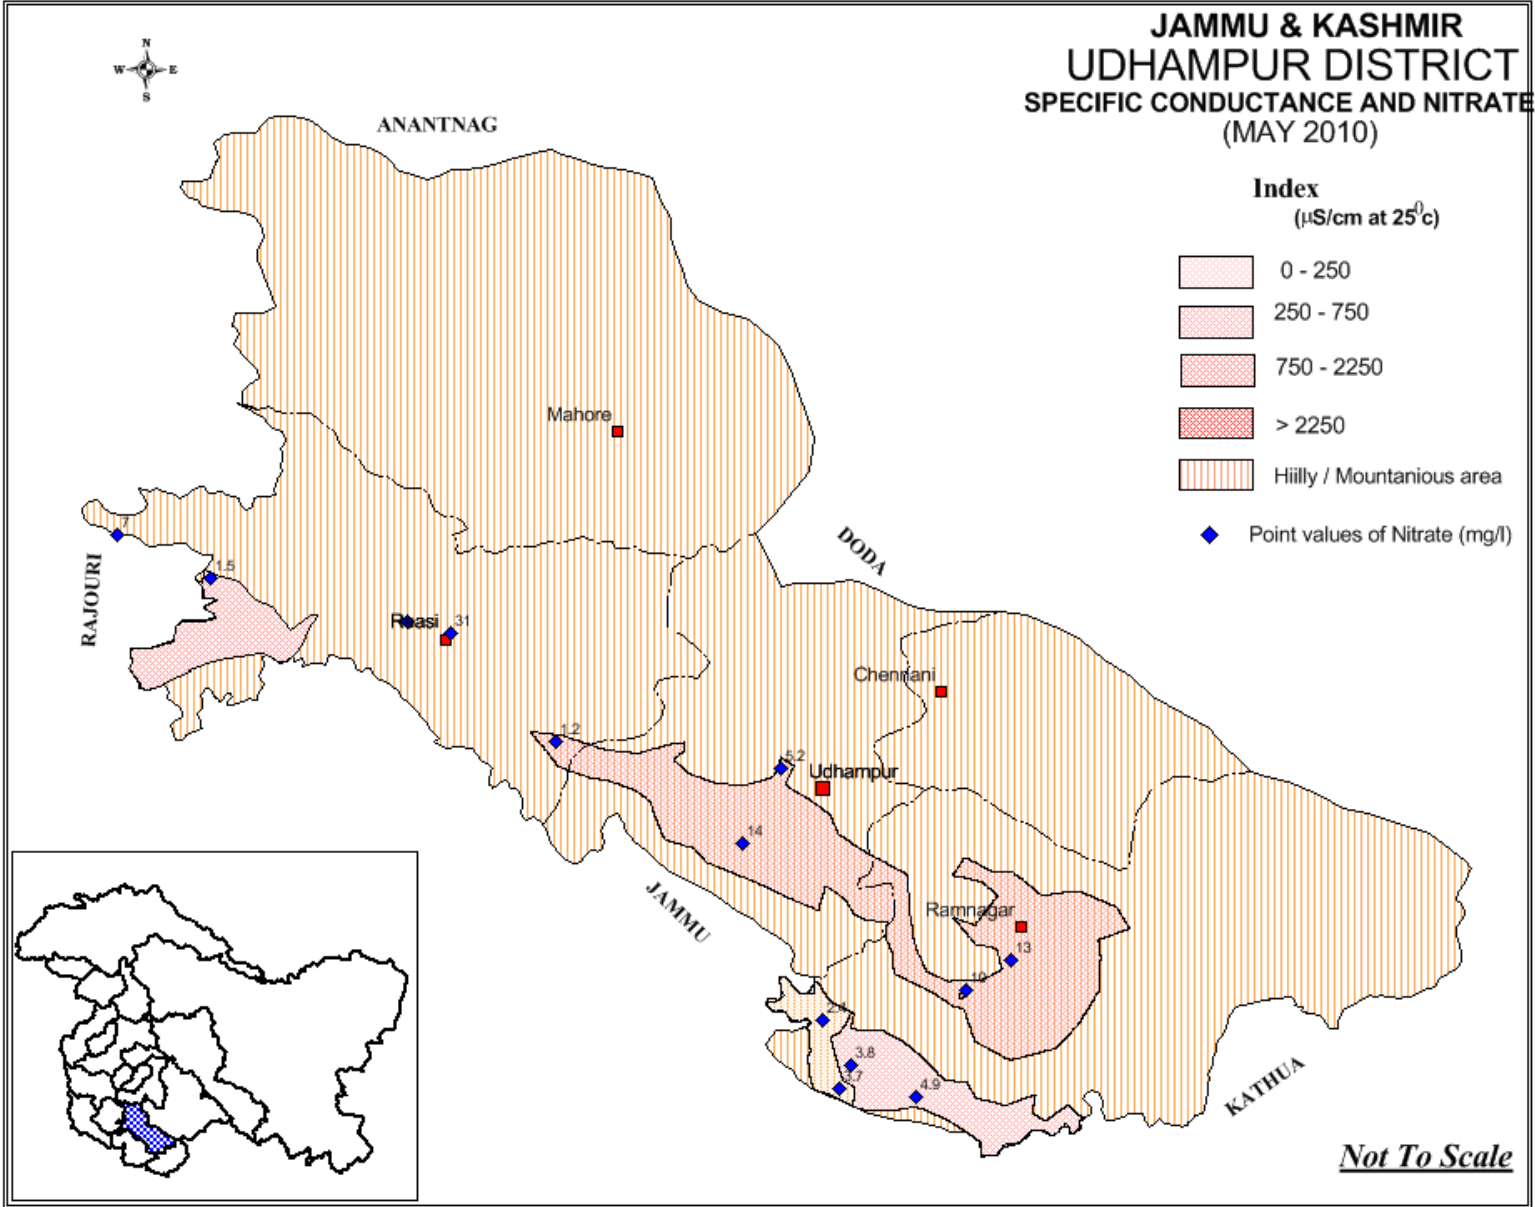 JAMMU & KASHMIR
UDHAMPUR DISTRICT
SPECIFIC CONDUCTANCE AND NITRATE
(MAY 2010)
N
W E
S
ANANTNAG
Index
(µS/cm at 25⁰c)
0 - 250
250 - 750
750 - 2250
> 2250
Hiilly / Mountanious area
Point values of Nitrate (mg/l)
Mahore
7
DODA
RAJOURI
1.5
Reasi
31
Chennani
1.2
5.2
Udhampur
14
JAMMU
Ramnagar
13
3.8
3.7
4.9
KATHUA
Not To Scale